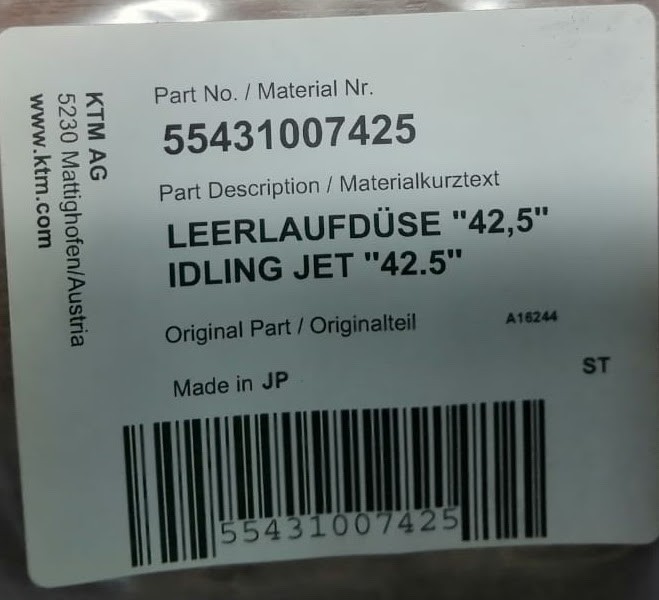 KTM AG
5230 Mattighofen/Austria
www.ktm.com
Part No. / Material Nr.
55431007425
Part Description / Materialkurztext
LEERLAUFDÜSE "42,5"
IDLING JET "42.5"
Original Part / Originalteil
A16244
Made in JP
ST
55431007425